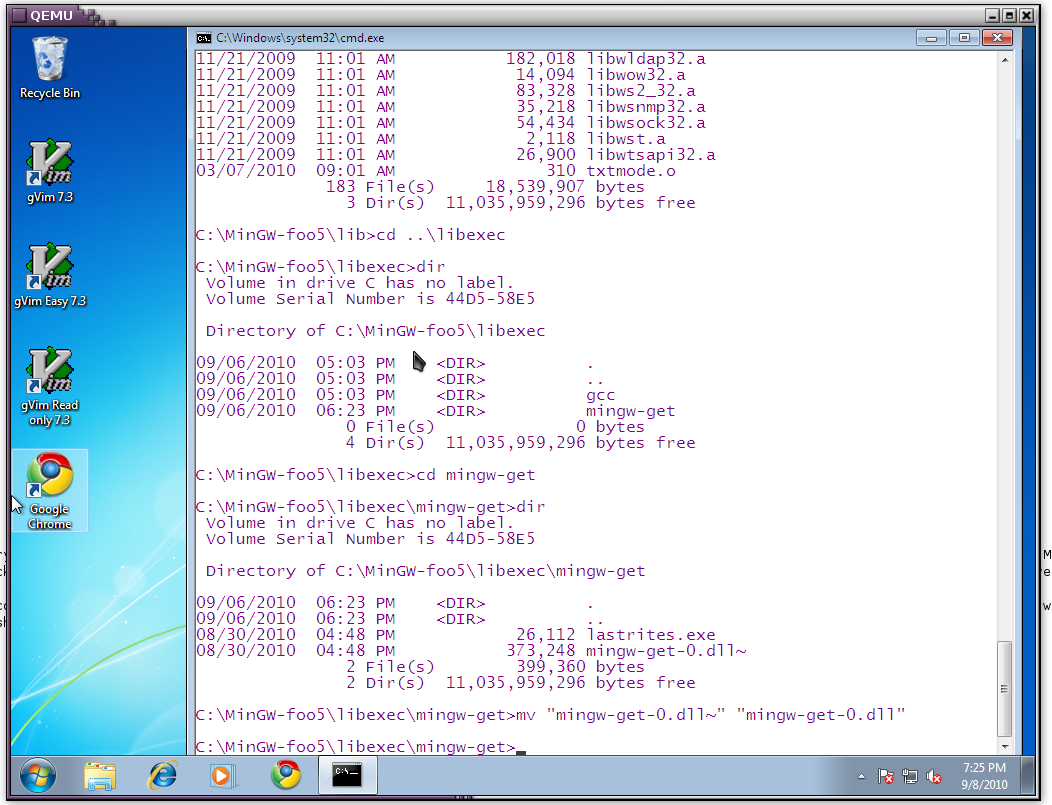 QEMU
C:\Windows\system32\cmd.exe
Recycle Bin
gVim 7.3
gVim Easy 7.3
gVim Read
only 7.3
Google
Chrome
11/21/2009  11:01 AM           182,018 libwldap32.a
11/21/2009  11:01 AM            14,094 libwow32.a
11/21/2009  11:01 AM            83,328 libws2_32.a
11/21/2009  11:01 AM            35,218 libwsnmp32.a
11/21/2009  11:01 AM            54,434 libwsock32.a
11/21/2009  11:01 AM             2,118 libwst.a
11/21/2009  11:01 AM            26,900 libwtsapi32.a
03/07/2010  09:01 AM               310 txtmode.o
183 File(s)     18,539,907 bytes
3 Dir(s)  11,035,959,296 bytes free
C:\MinGW-foo5\lib>cd ..\libexec
C:\MinGW-foo5\libexec>dir
Volume in drive C has no label.
Volume Serial Number is 44D5-58E5
Directory of C:\MinGW-foo5\libexec
09/06/2010  05:03 PM    <DIR>          .
09/06/2010  05:03 PM    <DIR>          ..
09/06/2010  05:03 PM    <DIR>          gcc
09/06/2010  06:23 PM    <DIR>          mingw-get
0 File(s)              0 bytes
4 Dir(s)  11,035,959,296 bytes free
C:\MinGW-foo5\libexec>cd mingw-get
C:\MinGW-foo5\libexec\mingw-get>dir
Volume in drive C has no label.
Volume Serial Number is 44D5-58E5
Directory of C:\MinGW-foo5\libexec\mingw-get
09/06/2010  06:23 PM    <DIR>          .
09/06/2010  06:23 PM    <DIR>          ..
08/30/2010  04:48 PM            26,112 lastrites.exe
08/30/2010  04:48 PM           373,248 mingw-get-0.dll~
2 File(s)        399,360 bytes
2 Dir(s)  11,035,959,296 bytes free
C:\MinGW-foo5\libexec\mingw-get>mv "mingw-get-0.dll~" "mingw-get-0.dll"
C:\MinGW-foo5\libexec\mingw-get>_
7:25 PM
9/8/2010